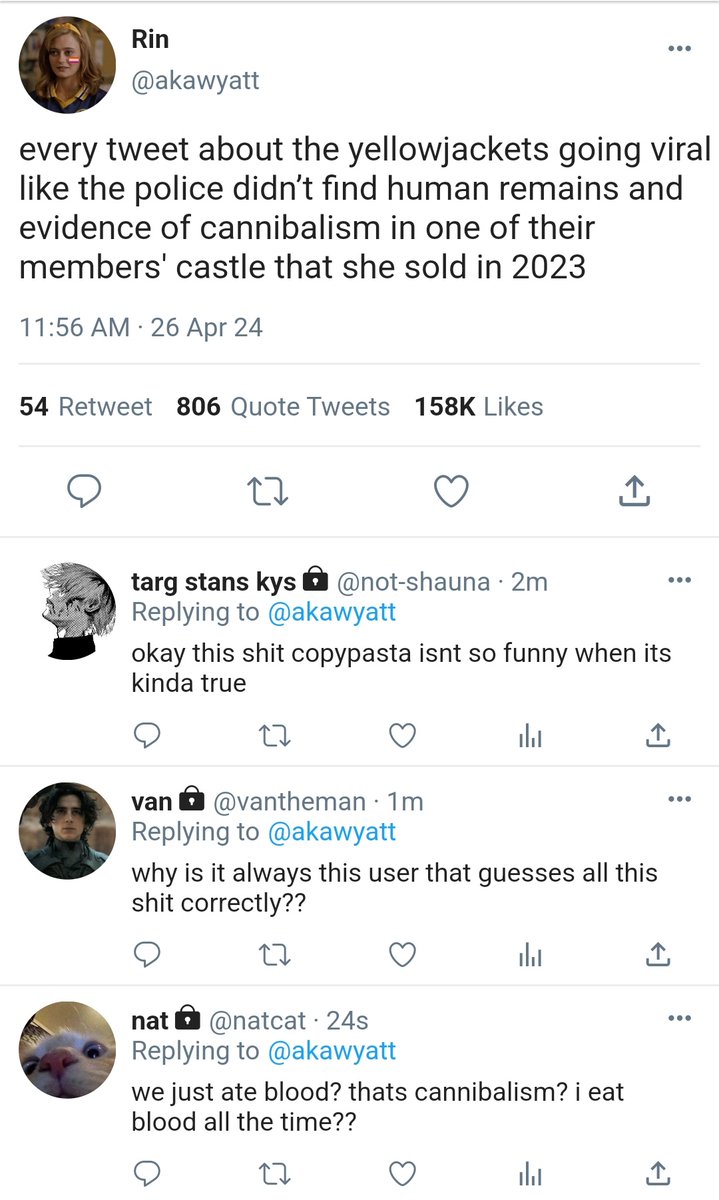 Rin
@akawyatt
every tweet about the yellowjackets going viral
like the police didn’t find human remains and
evidence of cannibalism in one of their
members' castle that she sold in 2023
11:56 AM · 26 Apr 24
54 Retweet 806 Quote Tweets 158K Likes
targ stans kys @not-shauna · 2m
Replying to @akawyatt
okay this shit copypasta isnt so funny when its
kinda true
van @vantheman · 1m
Replying to @akawyatt
why is it always this user that guesses all this
shit correctly??
nat @natcat · 24s
Replying to @akawyatt
we just ate blood? thats cannibalism? i eat
blood all the time??